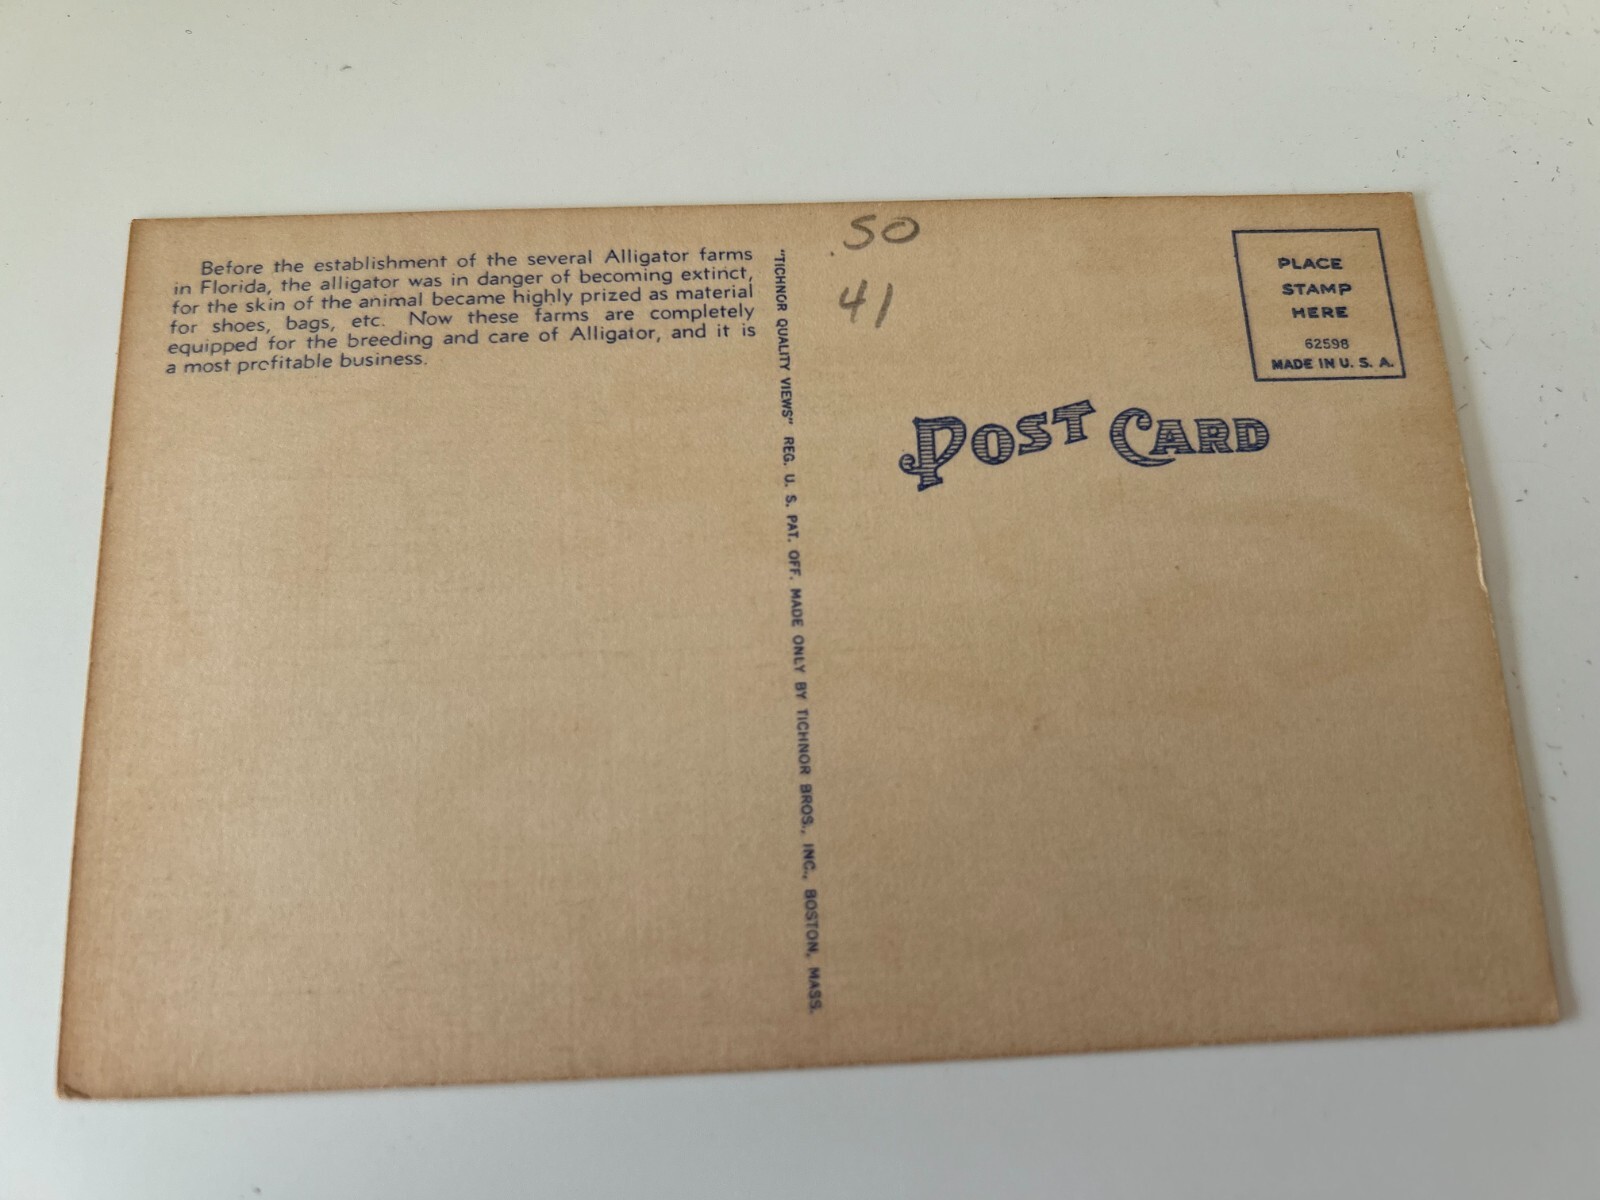 Before the establishment of the several Alligator farms
in Florida, the alligator was in danger of becoming extinct,
for the skin of the animal became highly prized as material
for shoes, bags, etc. Now these farms are completely
equipped for the breeding and care of Alligator, and it is
a most profitable business.
"TICHNOR QUALITY VIEWS" REG. U. S. PAT. OFF. MADE ONLY BY TICHNOR BROS., INC., BOSTON, MASS.
.50
41
PLACE
STAMP
HERE
62598
MADE IN U. S. A.
POST CARD